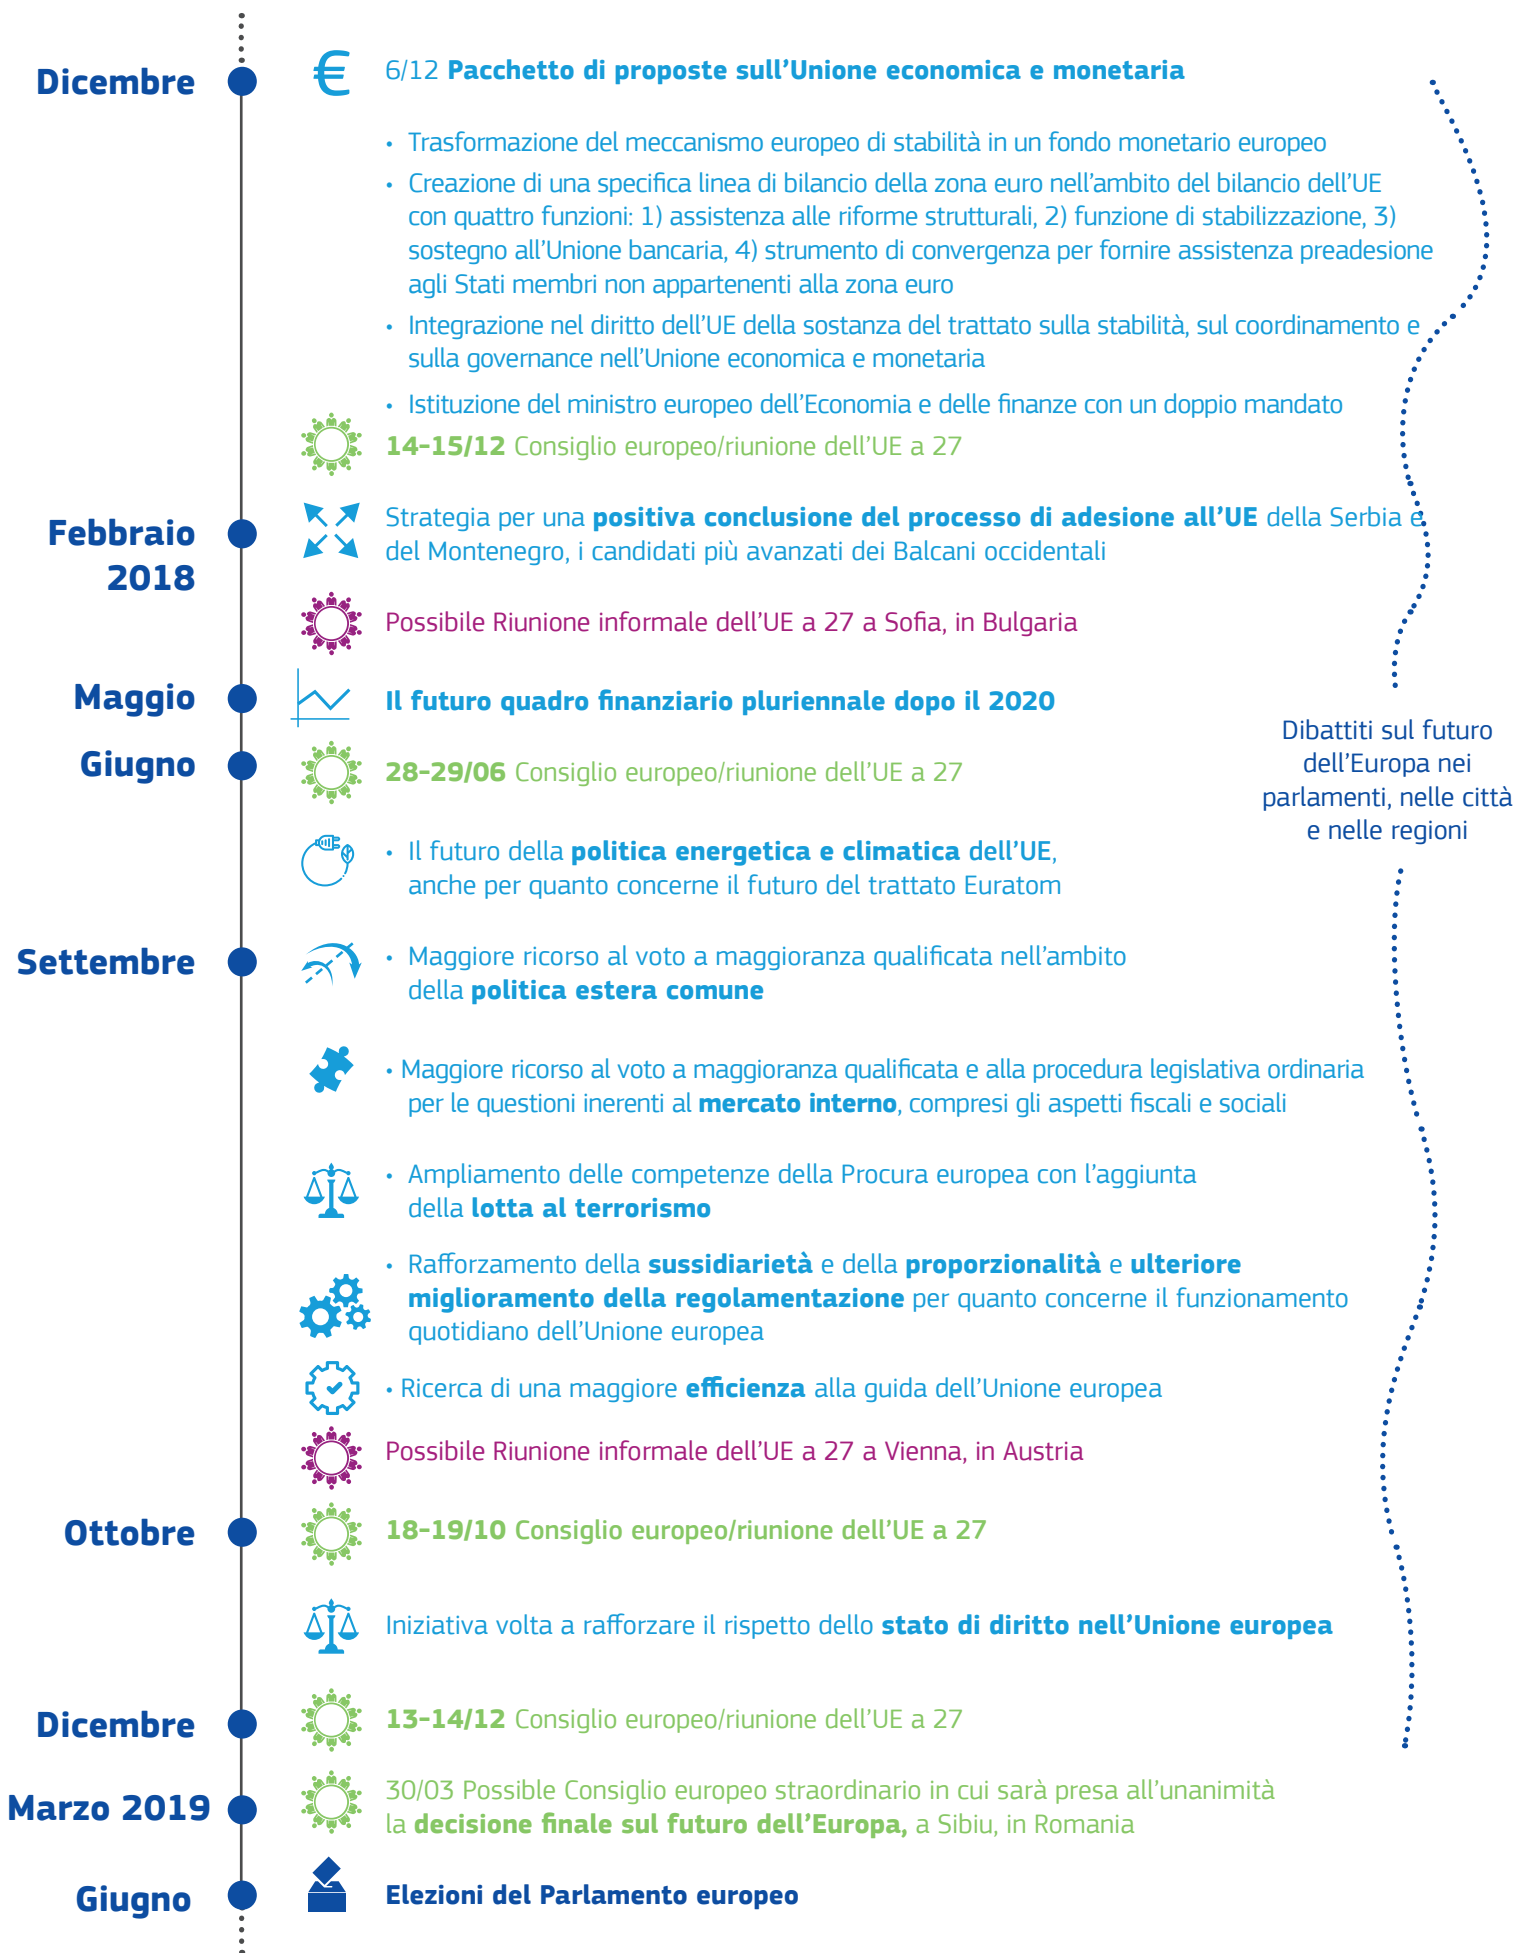 Dicembre
€ 6/12 Pacchetto di proposte sull’Unione economica e monetaria
• Trasformazione del meccanismo europeo di stabilità in un fondo monetario europeo
• Creazione di una specifica linea di bilancio della zona euro nell’ambito del bilancio dell’UE
con quattro funzioni: 1) assistenza alle riforme strutturali, 2) funzione di stabilizzazione, 3)
sostegno all’Unione bancaria, 4) strumento di convergenza per fornire assistenza preadesione
agli Stati membri non appartenenti alla zona euro
• Integrazione nel diritto dell’UE della sostanza del trattato sulla stabilità, sul coordinamento e
sulla governance nell’Unione economica e monetaria
• Istituzione del ministro europeo dell’Economia e delle finanze con un doppio mandato
14-15/12 Consiglio europeo/riunione dell’UE a 27
Febbraio
2018
Strategia per una positiva conclusione del processo di adesione all’UE della Serbia e
del Montenegro, i candidati più avanzati dei Balcani occidentali
Possibile Riunione informale dell’UE a 27 a Sofia, in Bulgaria
Maggio
Il futuro quadro finanziario pluriennale dopo il 2020
Giugno
28-29/06 Consiglio europeo/riunione dell’UE a 27
Dibattiti sul futuro
dell’Europa nei
parlamenti, nelle città
e nelle regioni
• Il futuro della politica energetica e climatica dell’UE,
anche per quanto concerne il futuro del trattato Euratom
Settembre
• Maggiore ricorso al voto a maggioranza qualificata nell’ambito
della politica estera comune
• Maggiore ricorso al voto a maggioranza qualificata e alla procedura legislativa ordinaria
per le questioni inerenti al mercato interno, compresi gli aspetti fiscali e sociali
• Ampliamento delle competenze della Procura europea con l’aggiunta
della lotta al terrorismo
• Rafforzamento della sussidiarietà e della proporzionalità e ulteriore
miglioramento della regolamentazione per quanto concerne il funzionamento
quotidiano dell’Unione europea
• Ricerca di una maggiore efficienza alla guida dell’Unione europea
Possibile Riunione informale dell’UE a 27 a Vienna, in Austria
Ottobre
18-19/10 Consiglio europeo/riunione dell’UE a 27
Iniziativa volta a rafforzare il rispetto dello stato di diritto nell’Unione europea
Dicembre
13-14/12 Consiglio europeo/riunione dell’UE a 27
Marzo 2019
30/03 Possible Consiglio europeo straordinario in cui sarà presa all’unanimità
la decisione finale sul futuro dell’Europa, a Sibiu, in Romania
Giugno
Elezioni del Parlamento europeo